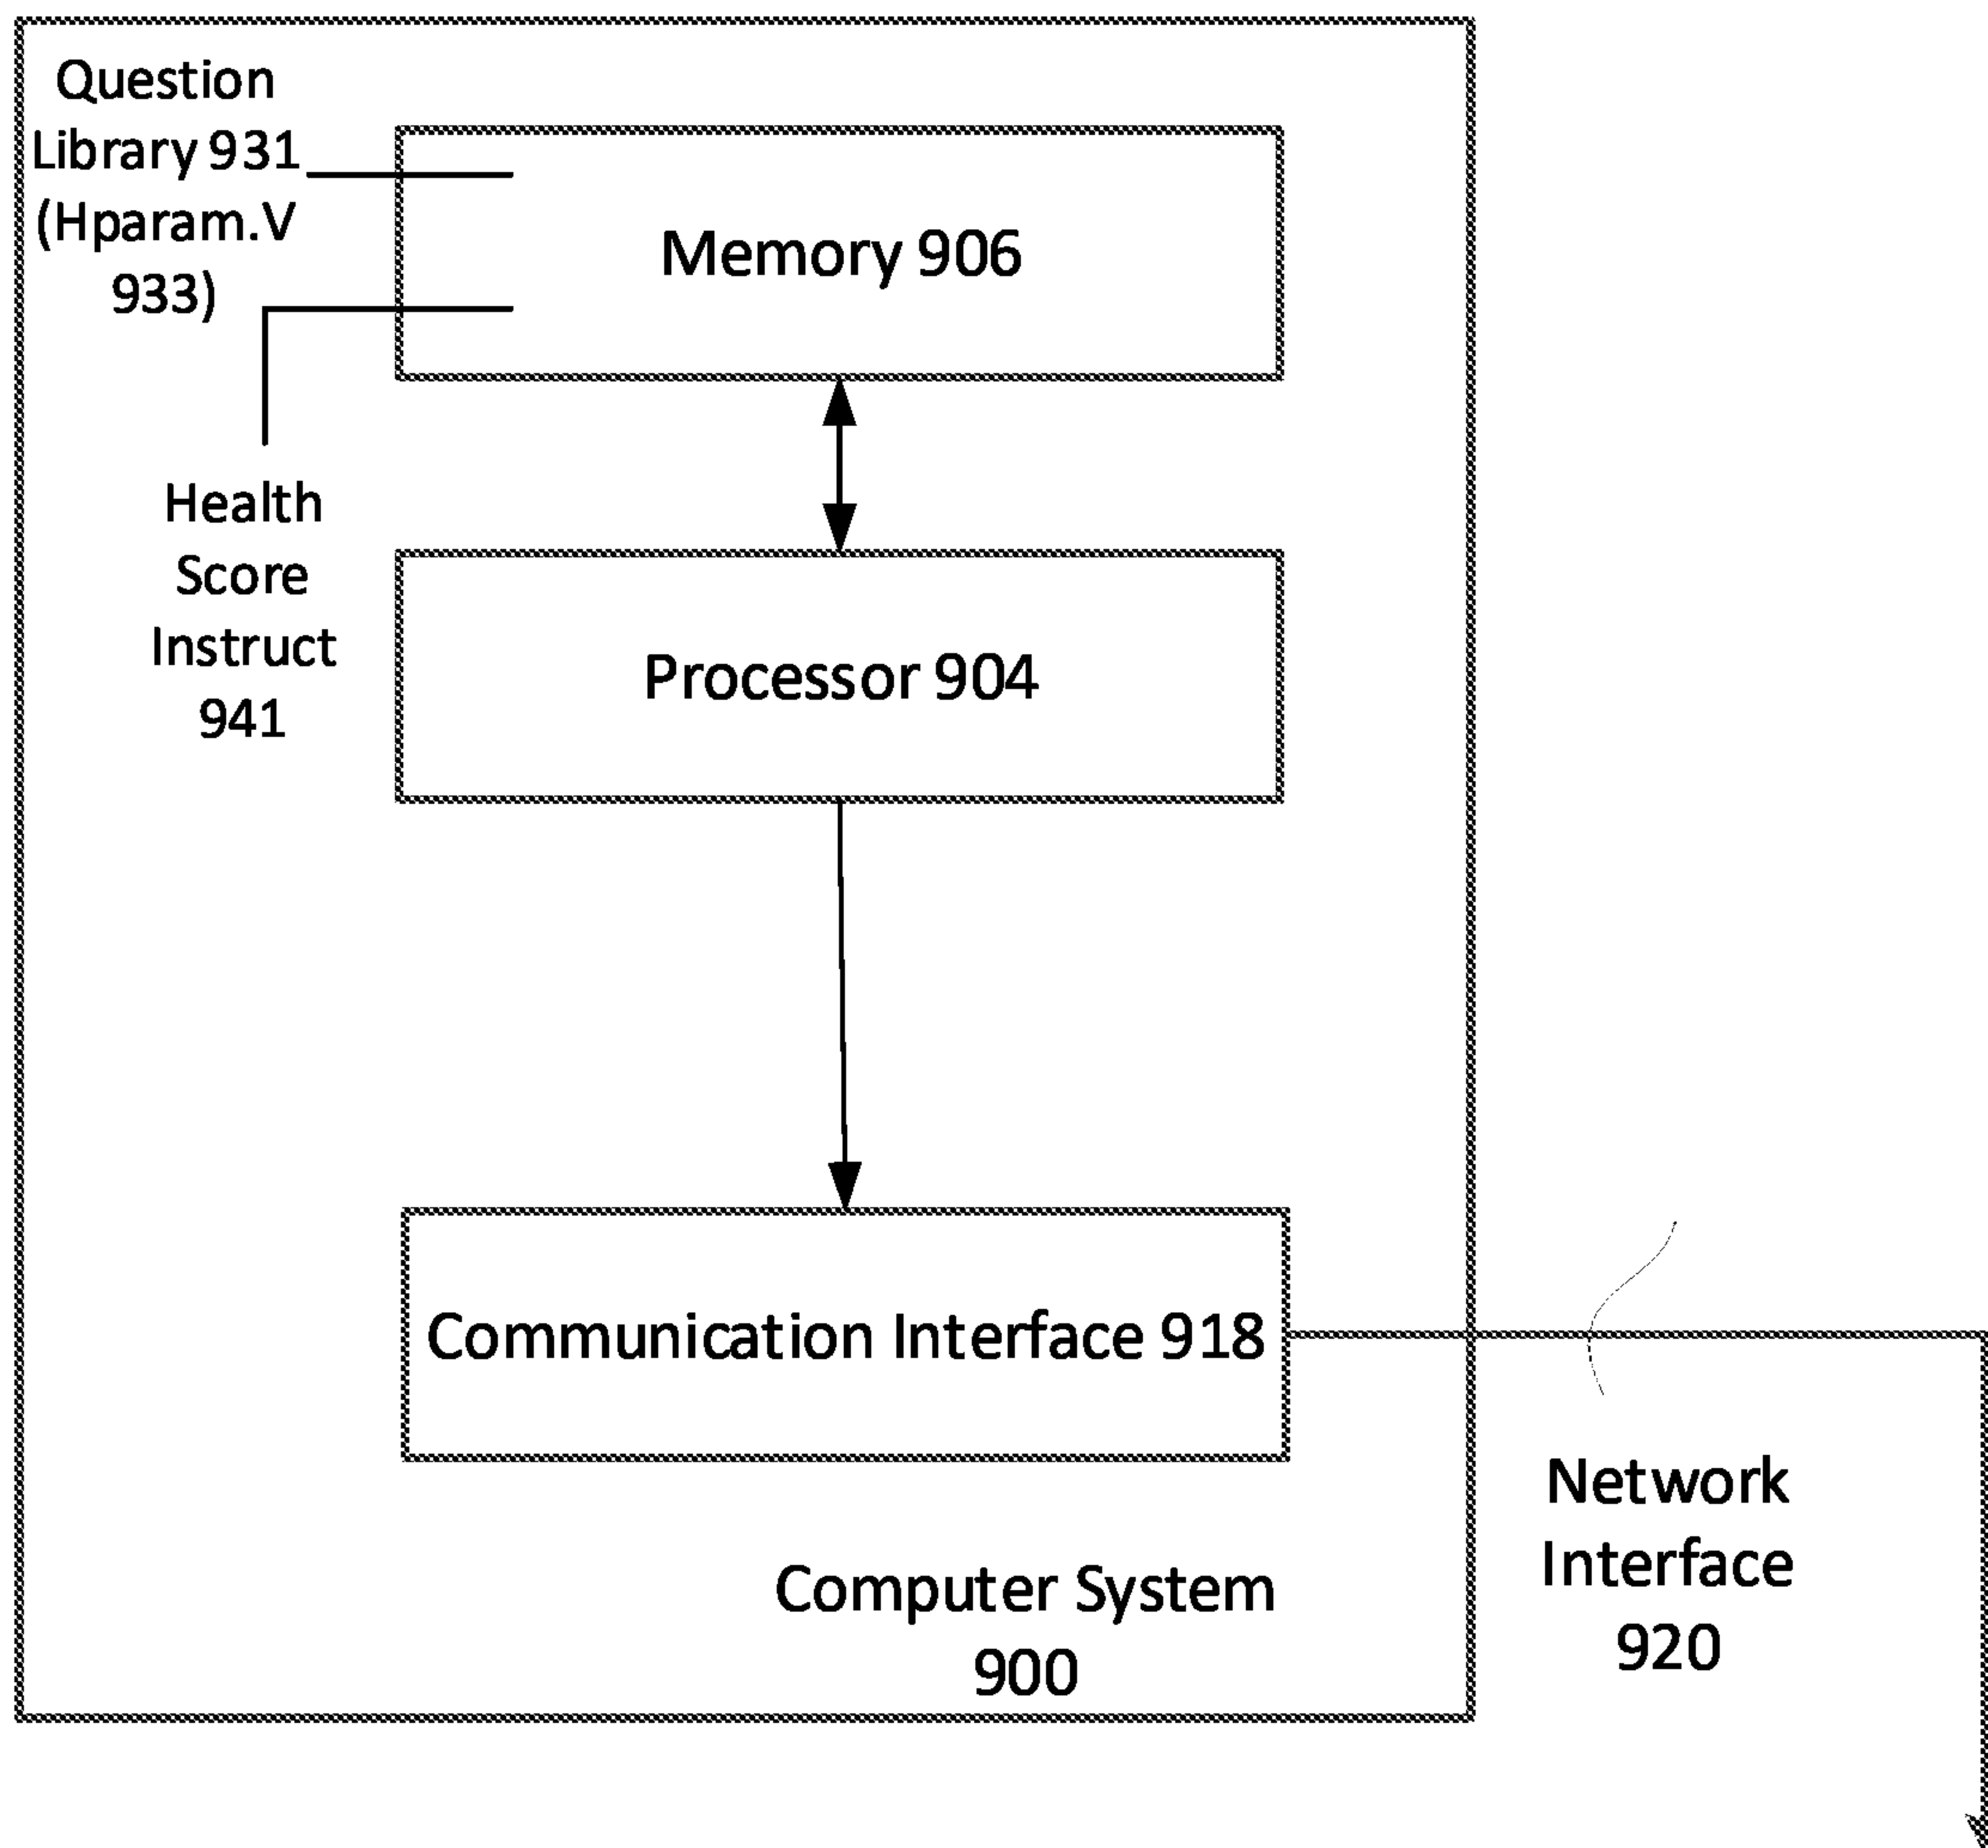 Question
Library 931
(Hparam.V
933)
Memory 906
Health
Score
Instruct
941
Processor 904
Communication Interface 918
Network
Interface
920
Computer System
900